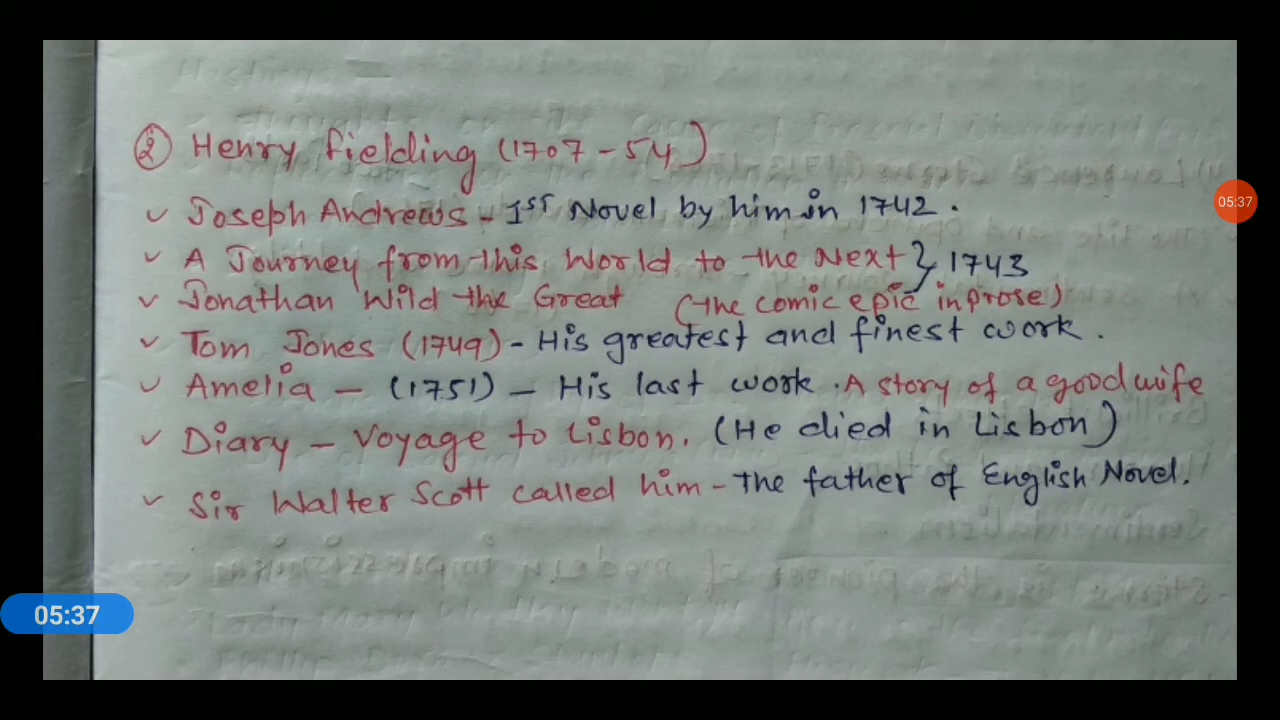 ② Henry Fielding (1707-54)
✓ Joseph Andrews - 1ST Novel by him in 1742.
05:37
✓ A Journey from this World to the Next } 1743
✓ Jonathan Wild the Great (the comic epic in prose)
✓ Tom Jones (1749) - His greatest and finest work.
✓ Amelia - (1751) - His last work. A story of a good wife
✓ Diary - Voyage to Lisbon. (He died in Lisbon)
✓ Sir Walter Scott called him - The father of English Novel.
05:37